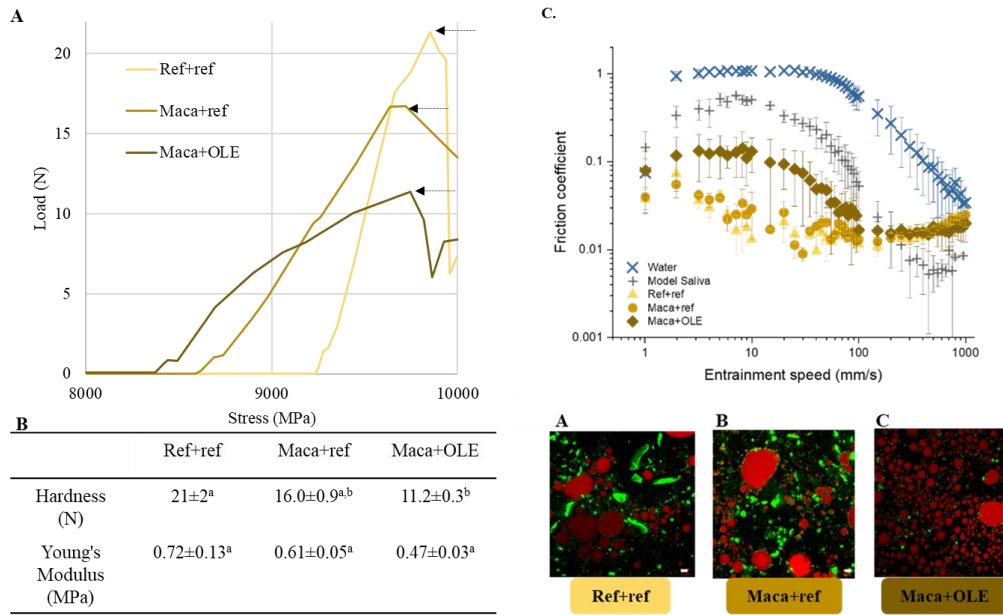 A
Load (N)
20
15
10
5
0
Ref+ref
Maca+ref
Maca+OLE
8000 9000 10000
Stress (MPa)
C.
Friction coefficient
1
0.1
0.01
0.001
Water
Model Saliva
Ref+ref
Maca+ref
Maca+OLE
1 10 100 1000
Entrainment speed (mm/s)
B
Ref+ref Maca+ref Maca+OLE
Hardness
(N)
21±2ᵃ 16.0±0.9ᵃ,ᵇ 11.2±0.3ᵇ
Young's
Modulus
(MPa)
0.72±0.13ᵃ 0.61±0.05ᵃ 0.47±0.03ᵃ
A B C
Ref+ref Maca+ref Maca+OLE